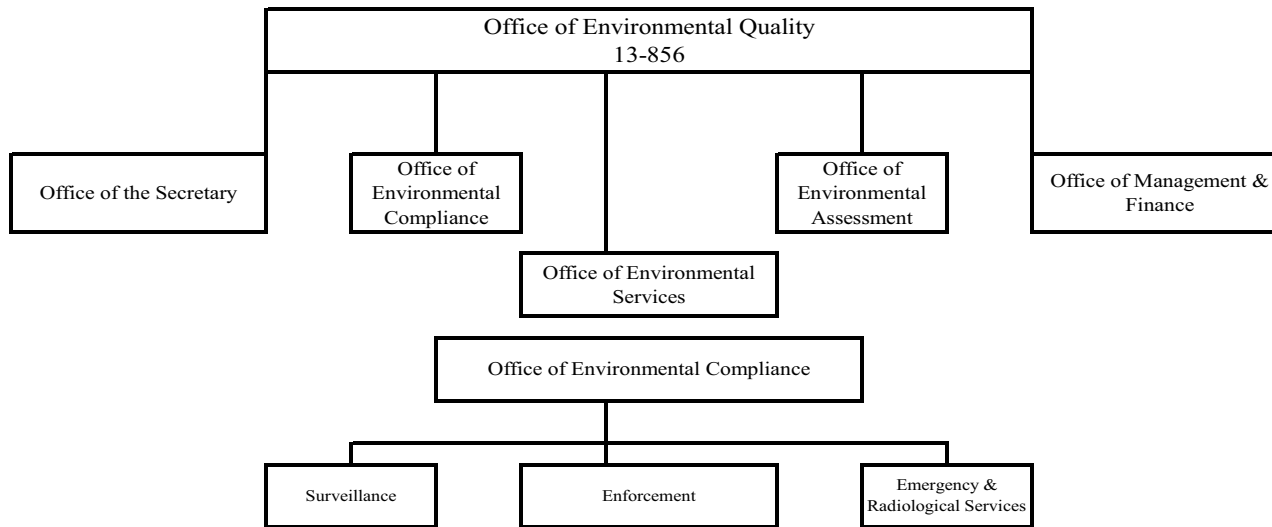 Office of Environmental Quality
13-856
Office of the Secretary
Office of
Environmental
Compliance
Office of
Environmental
Assessment
Office of Management &
Finance
Office of Environmental
Services
Office of Environmental Compliance
Surveillance
Enforcement
Emergency &
Radiological Services